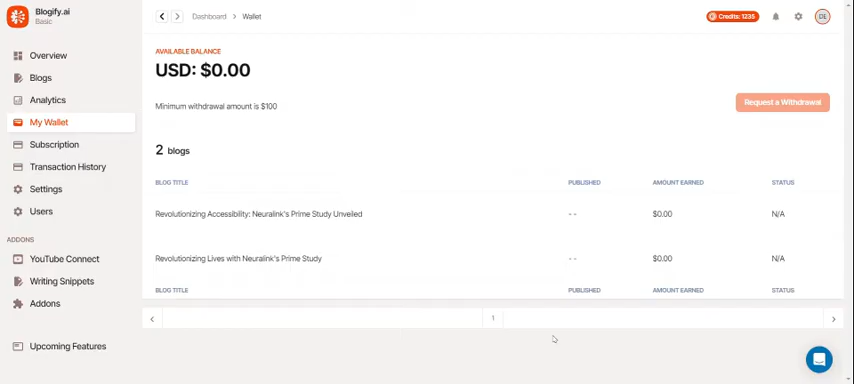 Blogify.ai
Basic
Dashboard > Wallet
Credits: 1235
DE
Overview
Blogs
Analytics
My Wallet
Subscription
Transaction History
Settings
Users
ADDONS
YouTube Connect
Writing Snippets
Addons
Upcoming Features
AVAILABLE BALANCE
USD: $0.00
Minimum withdrawal amount is $100
Request a Withdrawal
2 blogs
BLOG TITLE PUBLISHED AMOUNT EARNED STATUS
Revolutionizing Accessibility: Neuralink's Prime Study Unveiled -- $0.00 N/A
Revolutionizing Lives with Neuralink's Prime Study -- $0.00 N/A
BLOG TITLE PUBLISHED AMOUNT EARNED STATUS
1